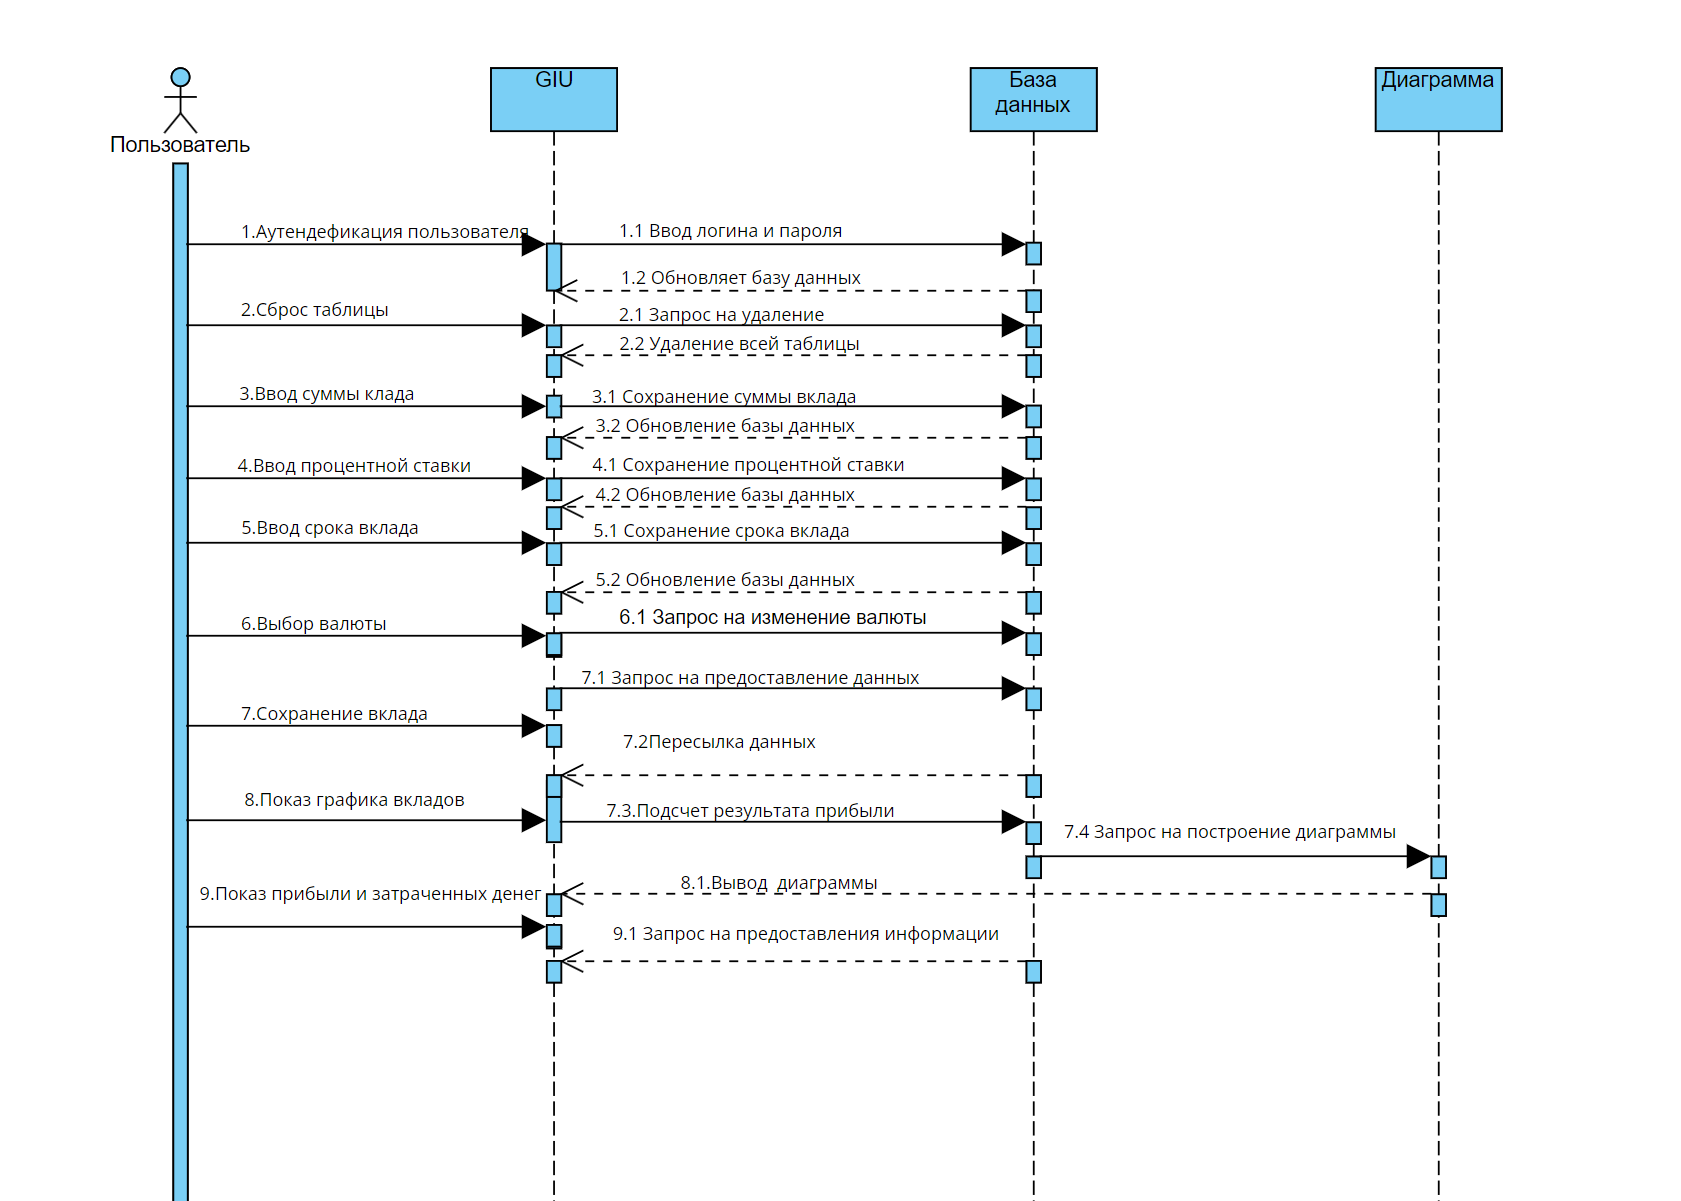 GIU
База
данных
Диаграмма
Пользователь
1.Аутендефикация пользователя
1.1 Ввод логина и пароля
1.2 Обновляет базу данных
2.Сброс таблицы
2.1 Запрос на удаление
2.2 Удаление всей таблицы
3.Ввод суммы клада
3.1 Сохранение суммы вклада
3.2 Обновление базы данных
4.Ввод процентной ставки
4.1 Сохранение процентной ставки
4.2 Обновление базы данных
5.Ввод срока вклада
5.1 Сохранение срока вклада
5.2 Обновление базы данных
6.Выбор валюты
6.1 Запрос на изменение валюты
7.1 Запрос на предоставление данных
7.Сохранение вклада
7.2Пересылка данных
8.Показ графика вкладов
7.3.Подсчет результата прибыли
7.4 Запрос на построение диаграммы
8.1.Вывод  диаграммы
9.Показ прибыли и затраченных денег
9.1 Запрос на предоставления информации